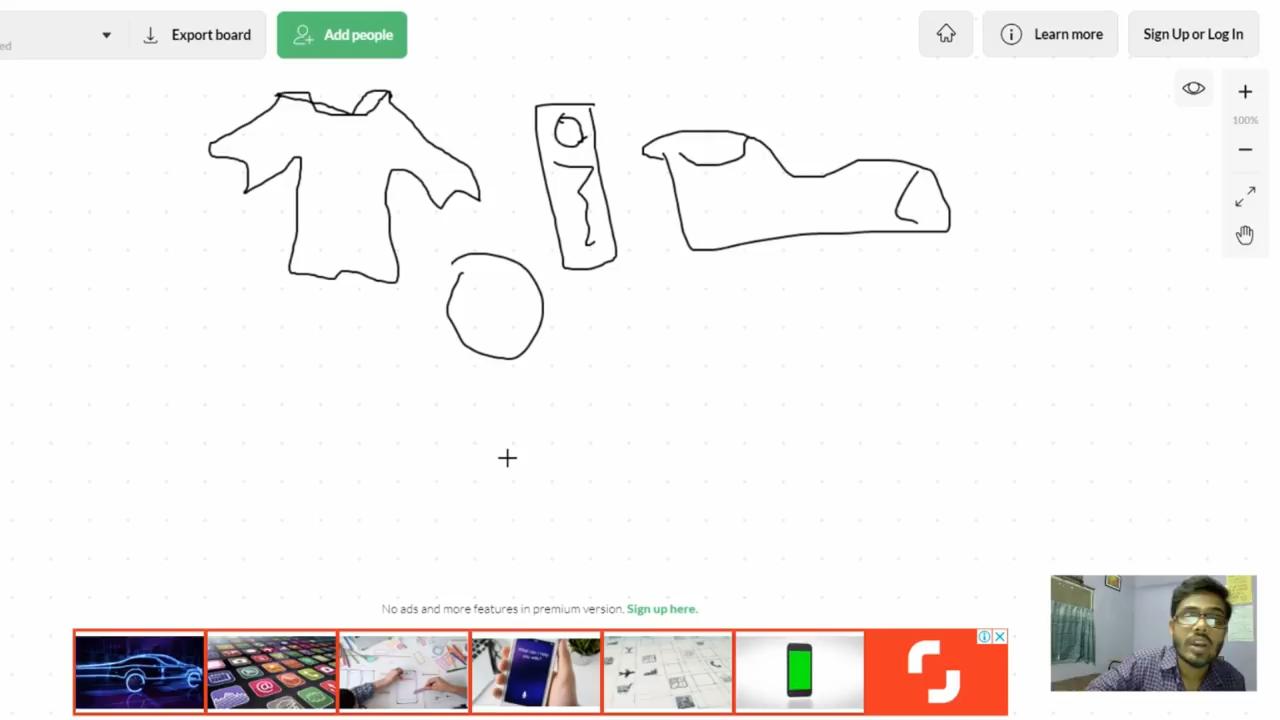 ed
Export board
Add people
Learn more
Sign Up or Log In
100%
No ads and more features in premium version. Sign up here.